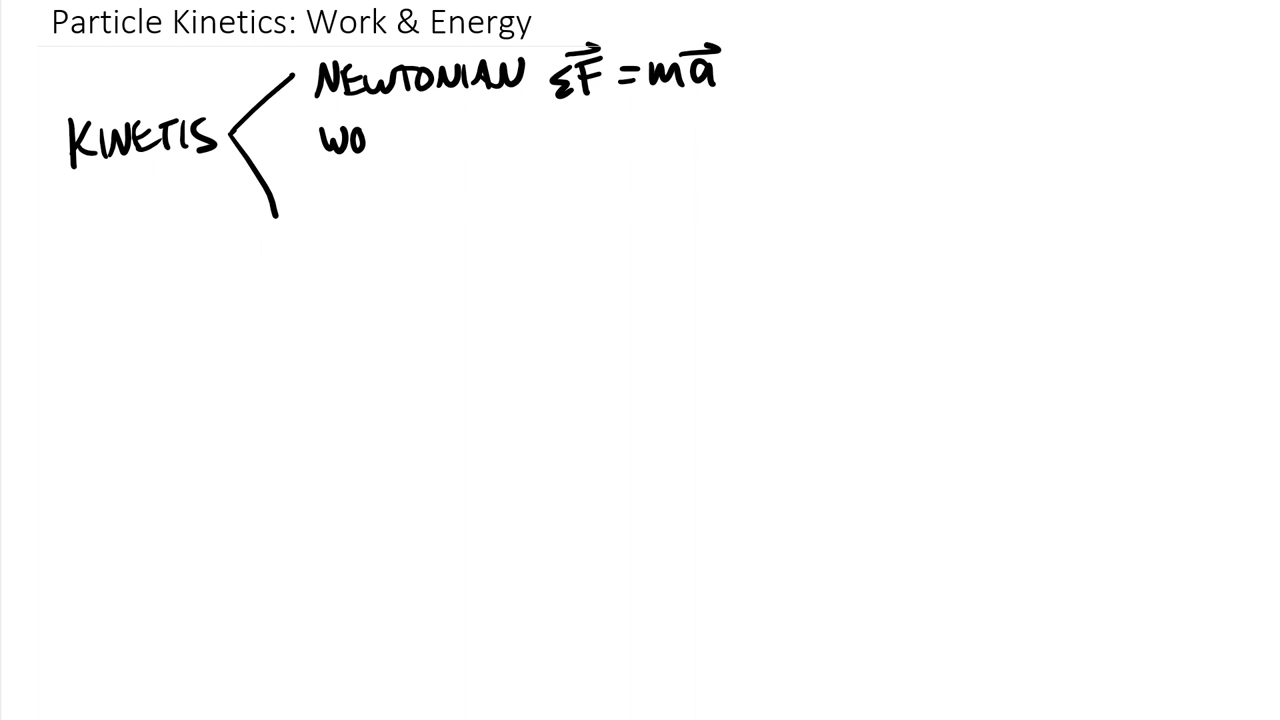 Particle Kinetics: Work & Energy
NEWTONIAN ΣF⃗ = ma⃗
KINETIS
WO